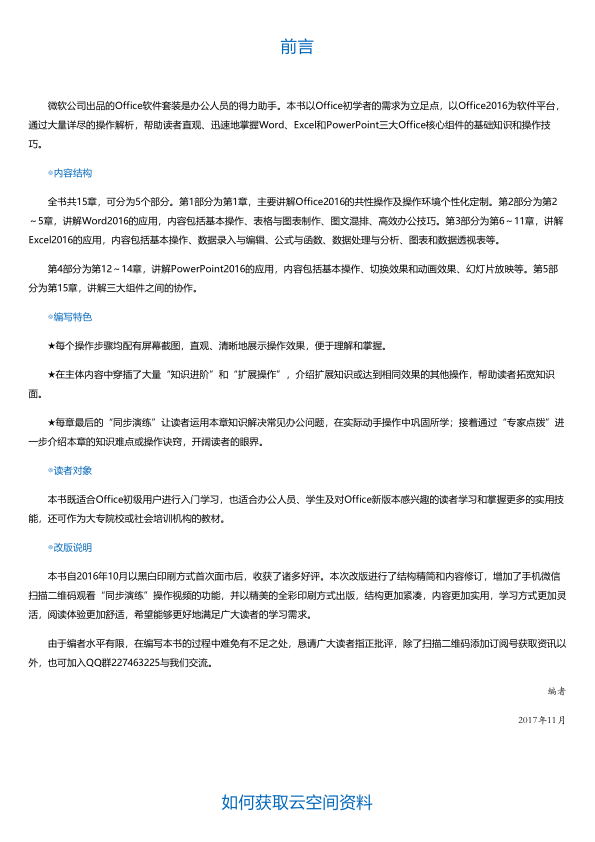 前言
微软公司出品的Office软件套装是办公人员的得力助手。本书以Office初学者的需求为立足点，以Office2016为软件平台，
通过大量详尽的操作解析，帮助读者直观、迅速地掌握Word、Excel和PowerPoint三大Office核心组件的基础知识和操作技
巧。
◎内容结构
全书共15章，可分为5个部分。第1部分为第1章，主要讲解Office2016的共性操作及操作环境个性化定制。第2部分为第2
～5章，讲解Word2016的应用，内容包括基本操作、表格与图表制作、图文混排、高效办公技巧。第3部分为第6～11章，讲解
Excel2016的应用，内容包括基本操作、数据录入与编辑、公式与函数、数据处理与分析、图表和数据透视表等。
第4部分为第12～14章，讲解PowerPoint2016的应用，内容包括基本操作、切换效果和动画效果、幻灯片放映等。第5部
分为第15章，讲解三大组件之间的协作。
◎编写特色
★每个操作步骤均配有屏幕截图，直观、清晰地展示操作效果，便于理解和掌握。
★在主体内容中穿插了大量“知识进阶”和“扩展操作”，介绍扩展知识或达到相同效果的其他操作，帮助读者拓宽知识
面。
★每章最后的“同步演练”让读者运用本章知识解决常见办公问题，在实际动手操作中巩固所学；接着通过“专家点拨”进
一步介绍本章的知识难点或操作诀窍，开阔读者的眼界。
◎读者对象
本书既适合Office初级用户进行入门学习，也适合办公人员、学生及对Office新版本感兴趣的读者学习和掌握更多的实用技
能，还可作为大专院校或社会培训机构的教材。
◎改版说明
本书自2016年10月以黑白印刷方式首次面市后，收获了诸多好评。本次改版进行了结构精简和内容修订，增加了手机微信
扫描二维码观看“同步演练”操作视频的功能，并以精美的全彩印刷方式出版，结构更加紧凑，内容更加实用，学习方式更加灵
活，阅读体验更加舒适，希望能够更好地满足广大读者的学习需求。
由于编者水平有限，在编写本书的过程中难免有不足之处，恳请广大读者指正批评，除了扫描二维码添加订阅号获取资讯以
外，也可加入QQ群227463225与我们交流。
编者
2017年11月
如何获取云空间资料